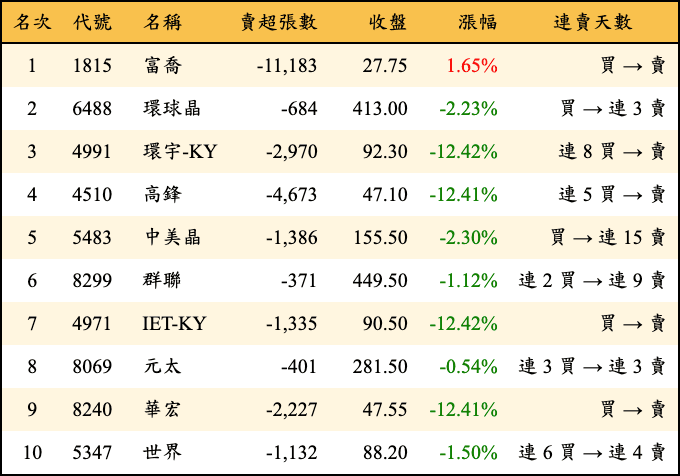 名次 代號 名稱 賣超張數 收盤 漲幅 連賣天數
1 1815 富喬 -11,183 27.75 1.65% 買 → 賣
2 6488 環球晶 -684 413.00 -2.23% 買 → 連 3 賣
3 4991 環宇-KY -2,970 92.30 -12.42% 連 8 買 → 賣
4 4510 高鋒 -4,673 47.10 -12.41% 連 5 買 → 賣
5 5483 中美晶 -1,386 155.50 -2.30% 買 → 連 15 賣
6 8299 群聯 -371 449.50 -1.12% 連 2 買 → 連 9 賣
7 4971 IET-KY -1,335 90.50 -12.42% 買 → 賣
8 8069 元太 -401 281.50 -0.54% 連 3 買 → 連 3 賣
9 8240 華宏 -2,227 47.55 -12.41% 買 → 賣
10 5347 世界 -1,132 88.20 -1.50% 連 6 買 → 連 4 賣